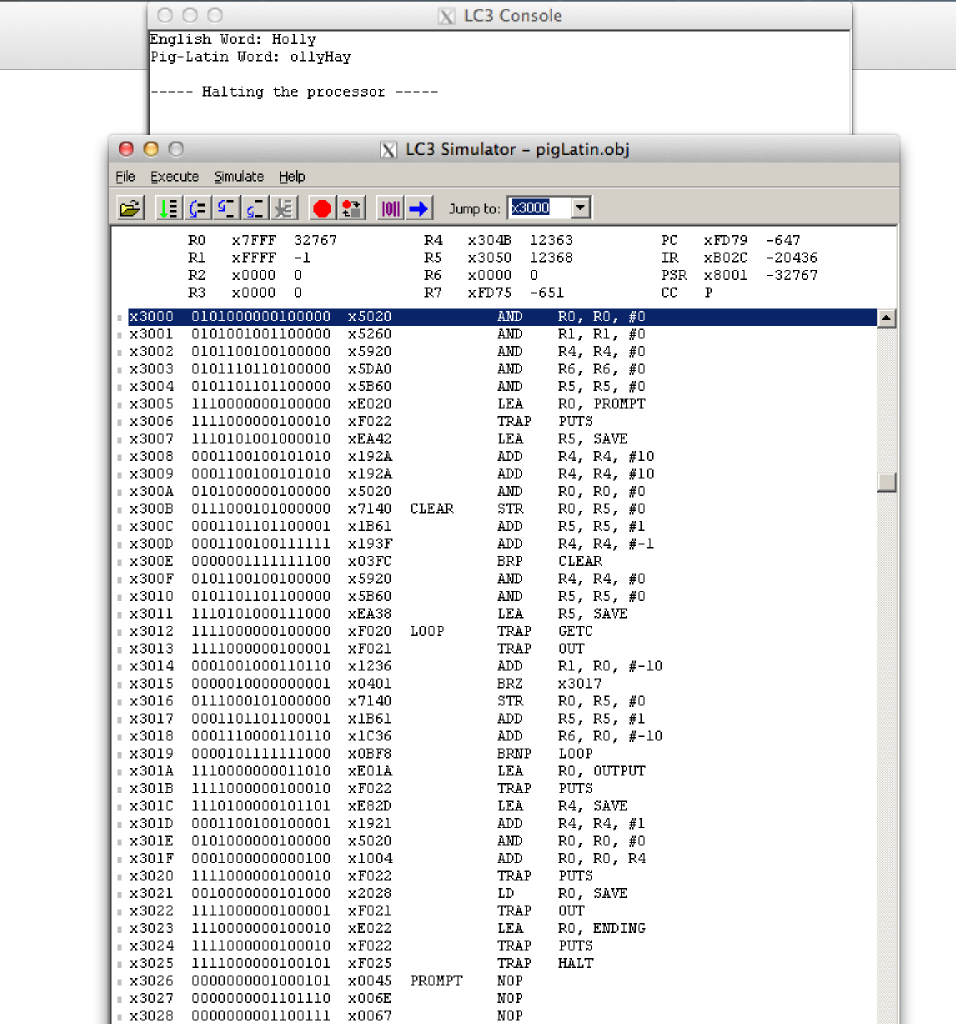 LC3 Console
English Word: Holly
Pig-Latin Word: ollyHay
----- Halting the processor -----
LC3 Simulator – pigLatin.obj
File Execute Simulate Help
Jump to: x3000
R0 x7FFF 32767 R4 x304B 12363 PC xFD79 -647
R1 xFFFF -1 R5 x3050 12368 IR xB02C -20436
R2 x0000 0 R6 x0000 0 PSR x8001 -32767
R3 x0000 0 R7 xFD75 -651 CC P
x3000 0101000000100000 x5020 AND R0, R0, #0
x3001 0101001001100000 x5260 AND R1, R1, #0
x3002 0101100100100000 x5920 AND R4, R4, #0
x3003 0101110110100000 x5DA0 AND R6, R6, #0
x3004 0101101101100000 x5B60 AND R5, R5, #0
x3005 1110000000100000 xE020 LEA R0, PROMPT
x3006 1111000000100010 xF022 TRAP PUTS
x3007 1110101001000010 xEA42 LEA R5, SAVE
x3008 0001100100101010 x192A ADD R4, R4, #10
x3009 0001100100101010 x192A ADD R4, R4, #10
x300A 0101000000100000 x5020 AND R0, R0, #0
x300B 0111000101000000 x7140 CLEAR STR R0, R5, #0
x300C 0001101101100001 x1B61 ADD R5, R5, #1
x300D 0001100100111111 x193F ADD R4, R4, #-1
x300E 0000001111111100 x03FC BRP CLEAR
x300F 0101100100100000 x5920 AND R4, R4, #0
x3010 0101101101100000 x5B60 AND R5, R5, #0
x3011 1110101000111000 xEA38 LEA R5, SAVE
x3012 1111000000100000 xF020 LOOP TRAP GETC
x3013 1111000000100001 xF021 TRAP OUT
x3014 0001001000110110 x1236 ADD R1, R0, #-10
x3015 0000010000000001 x0401 BRZ x3017
x3016 0111000101000000 x7140 STR R0, R5, #0
x3017 0001101101100001 x1B61 ADD R5, R5, #1
x3018 0001110000110110 x1C36 ADD R6, R0, #-10
x3019 0000101111111000 x0BF8 BRNP LOOP
x301A 1110000000011010 xE01A LEA R0, OUTPUT
x301B 1111000000100010 xF022 TRAP PUTS
x301C 1110100000101101 xE82D LEA R4, SAVE
x301D 0001100100100001 x1921 ADD R4, R4, #1
x301E 0101000000100000 x5020 AND R0, R0, #0
x301F 0001000000000100 x1004 ADD R0, R0, R4
x3020 1111000000100010 xF022 TRAP PUTS
x3021 0010000000101000 x2028 LD R0, SAVE
x3022 1111000000100001 xF021 TRAP OUT
x3023 1110000000100010 xE022 LEA R0, ENDING
x3024 1111000000100010 xF022 TRAP PUTS
x3025 1111000000100101 xF025 TRAP HALT
x3026 0000000001000101 x0045 PROMPT NOP
x3027 0000000001101110 x006E NOP
x3028 0000000001100111 x0067 NOP